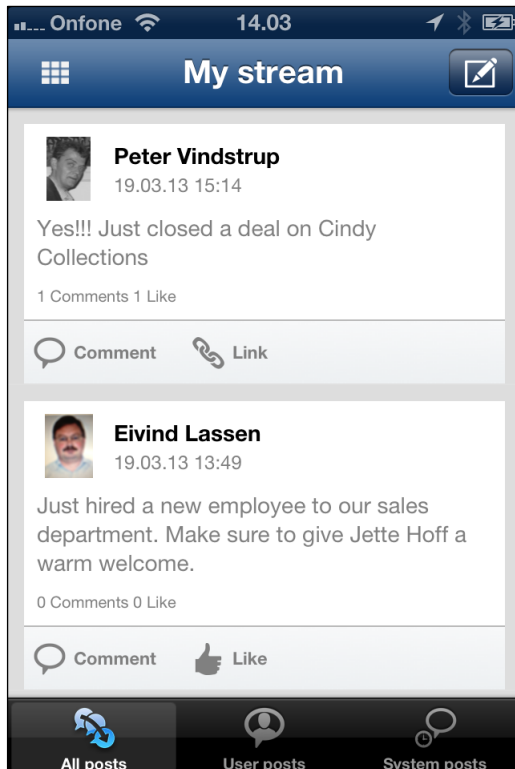 Onfone 14.03
My stream
Peter Vindstrup
19.03.13 15:14
Yes!!! Just closed a deal on Cindy
Collections
1 Comments 1 Like
Comment Link
Eivind Lassen
19.03.13 13:49
Just hired a new employee to our sales
department. Make sure to give Jette Hoff a
warm welcome.
0 Comments 0 Like
Comment Like
All posts User posts System posts